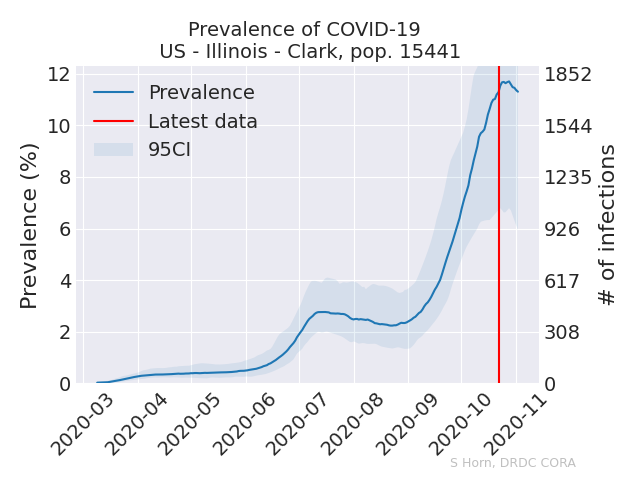 Prevalence of COVID-19
US - Illinois - Clark, pop. 15441
Prevalence
Latest data
95CI
Prevalence (%)
12
10
8
6
4
2
0
1852
1544
1235
926
617
308
0
# of infections
2020-03
2020-04
2020-05
2020-06
2020-07
2020-08
2020-09
2020-10
2020-11
S Horn, DRDC CORA